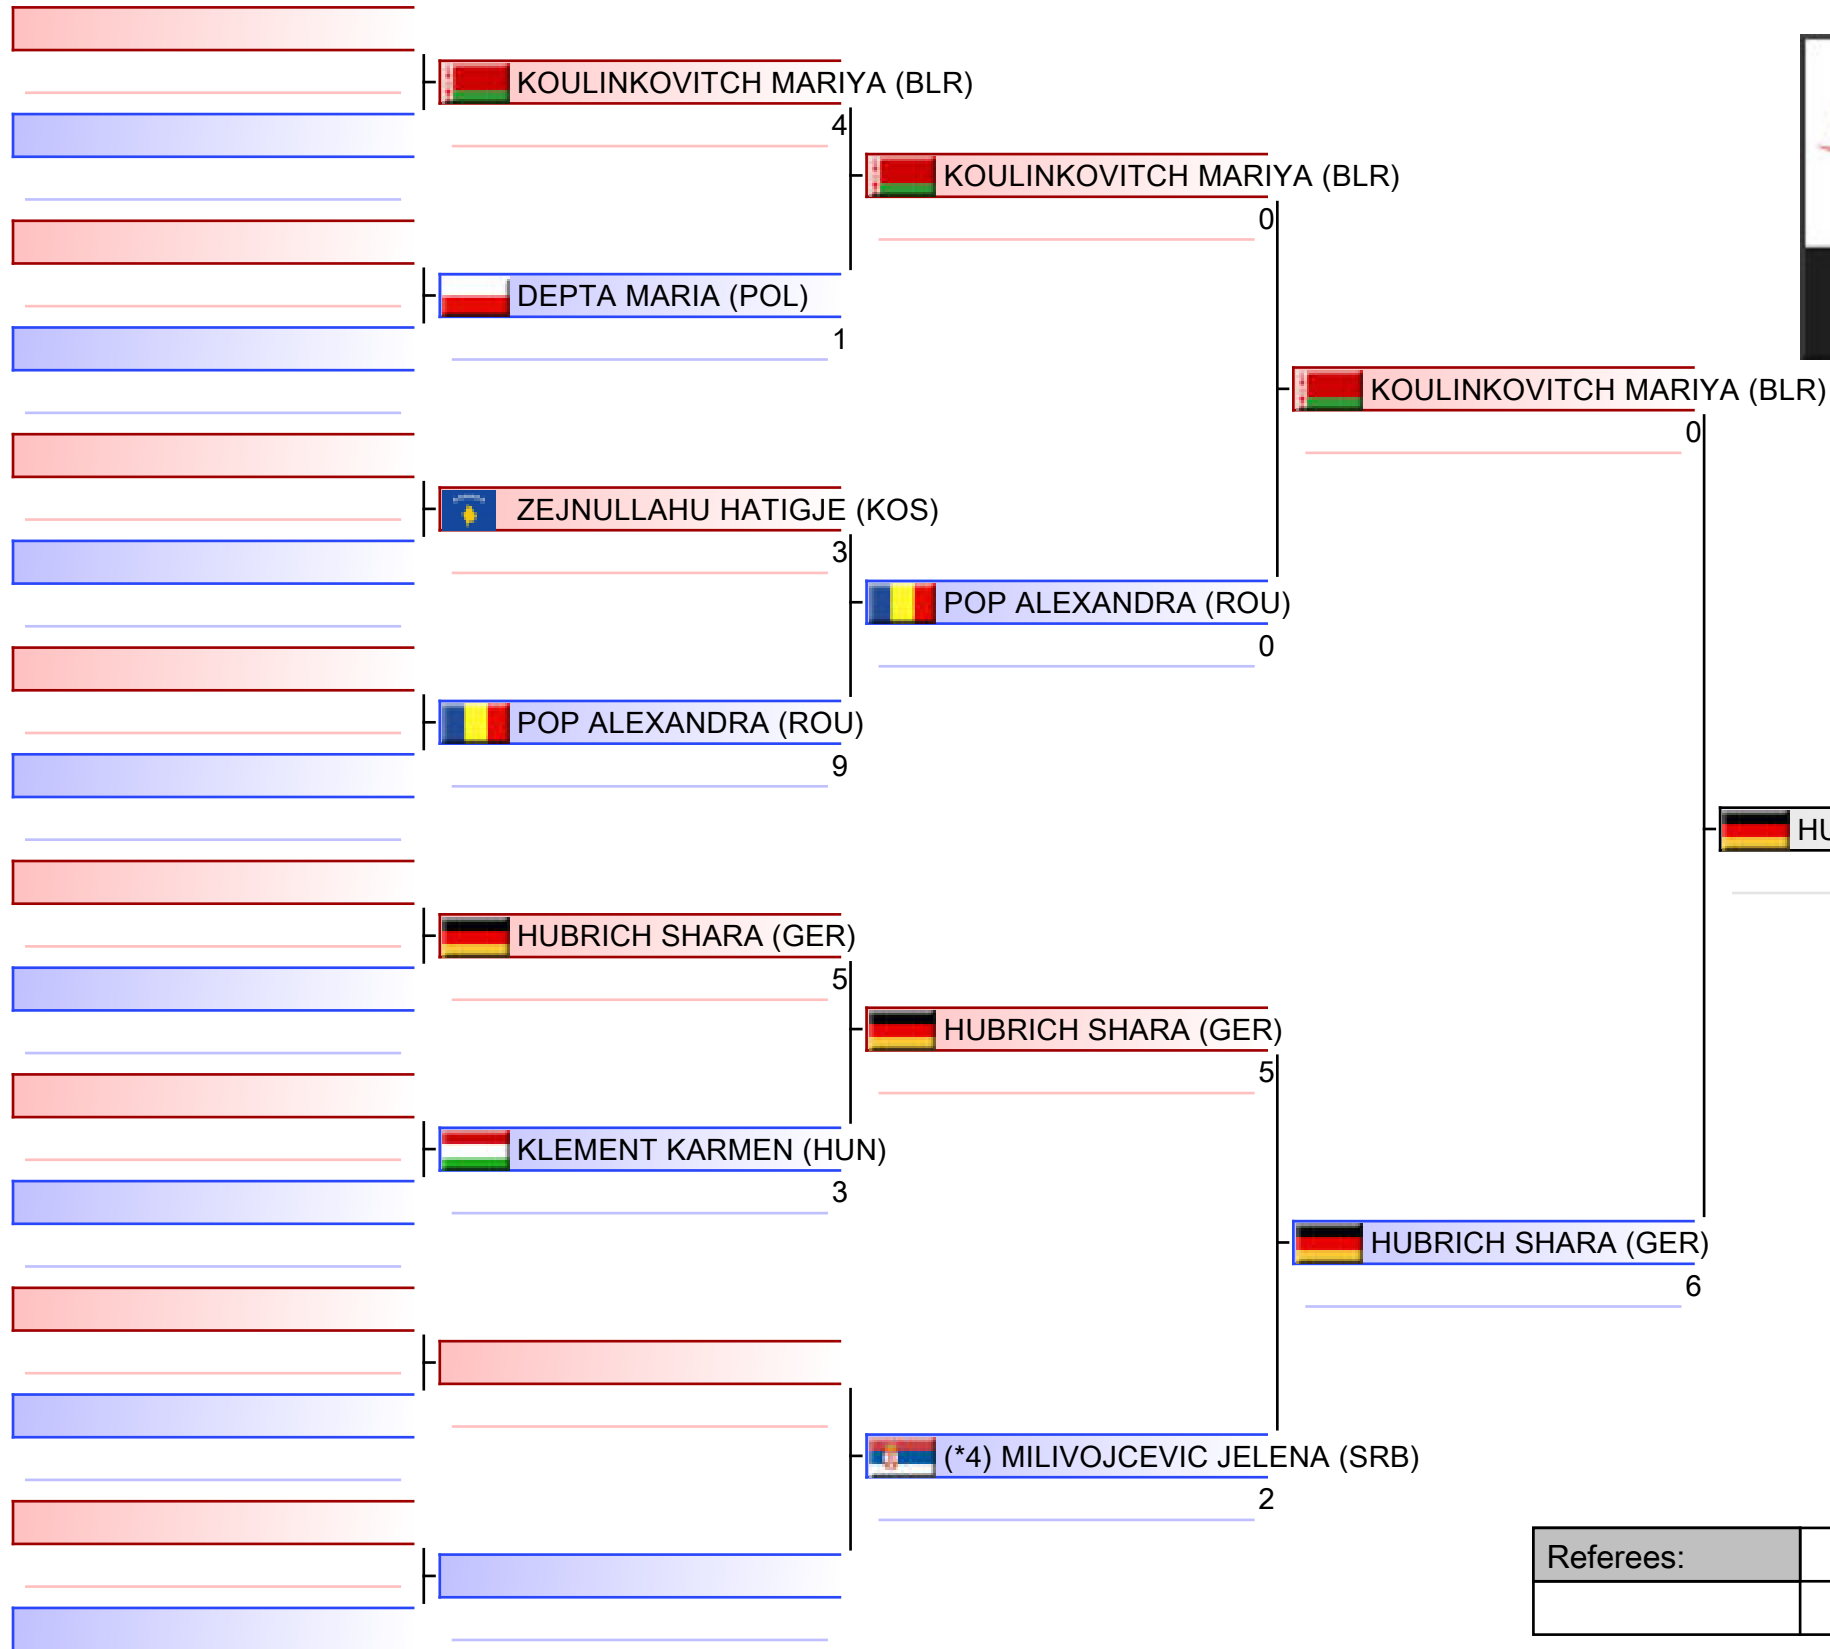 KOULINKOVITCH MARIYA (BLR)
4
KOULINKOVITCH MARIYA (BLR)
0
DEPTA MARIA (POL)
1
KOULINKOVITCH MARIYA (BLR)
0
ZEJNULLAHU HATIGJE (KOS)
3
POP ALEXANDRA (ROU)
0
POP ALEXANDRA (ROU)
9
HU
HUBRICH SHARA (GER)
5
HUBRICH SHARA (GER)
5
KLEMENT KARMEN (HUN)
3
HUBRICH SHARA (GER)
6
(*4) MILIVOJCEVIC JELENA (SRB)
2
Referees: